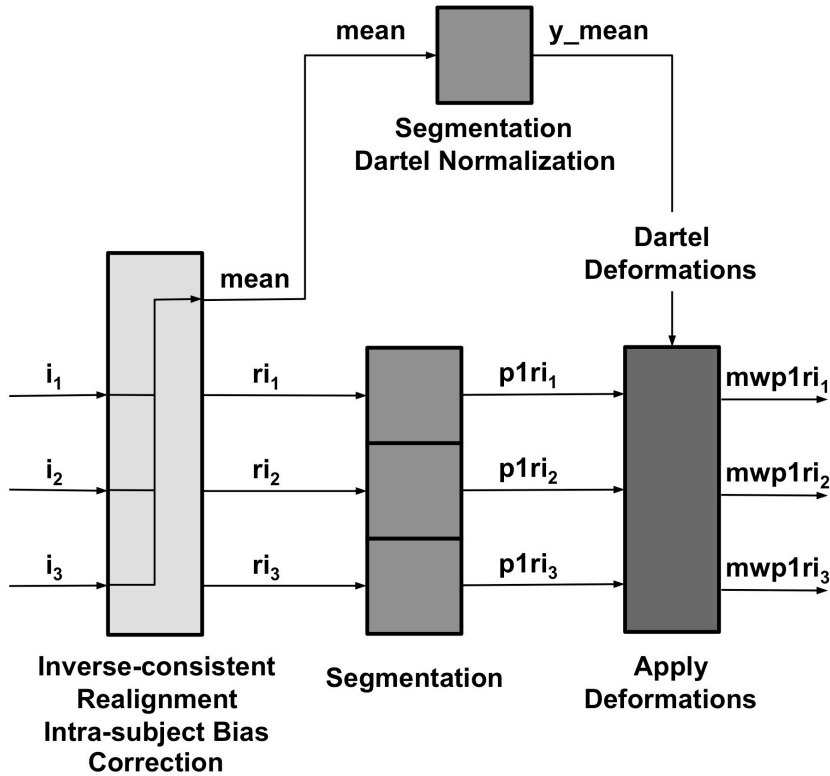 mean
y_mean
Segmentation
Dartel Normalization
Dartel
Deformations
mean
i₁
ri₁
p1ri₁
mwp1ri₁
i₂
ri₂
p1ri₂
mwp1ri₂
i₃
ri₃
p1ri₃
mwp1ri₃
Inverse-consistent
Realignment
Intra-subject Bias
Correction
Segmentation
Apply
Deformations